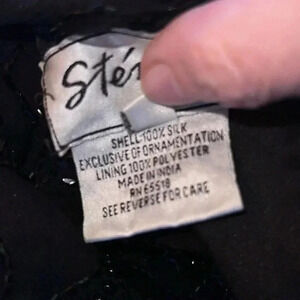 SHELL 100% SILK
EXCLUSIVE OF ORNAMENTATION
LINING 100% POLYESTER
MADE IN INDIA
RN 65518
SEE REVERSE FOR CARE